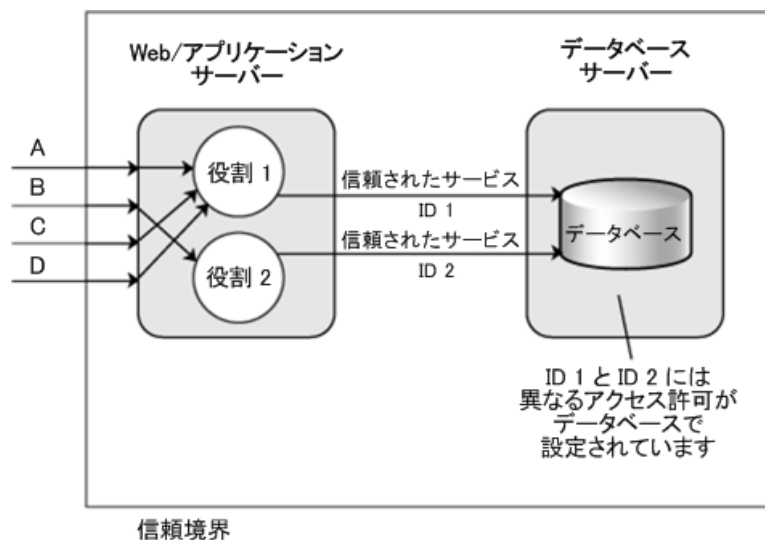 Web/アプリケーション
サーバー
データベース
サーバー
A
B
C
D
役割 1
役割 2
信頼されたサービス
ID 1
信頼されたサービス
ID 2
データベース
ID 1 と ID 2 には
異なるアクセス許可が
データベースで
設定されています
信頼境界